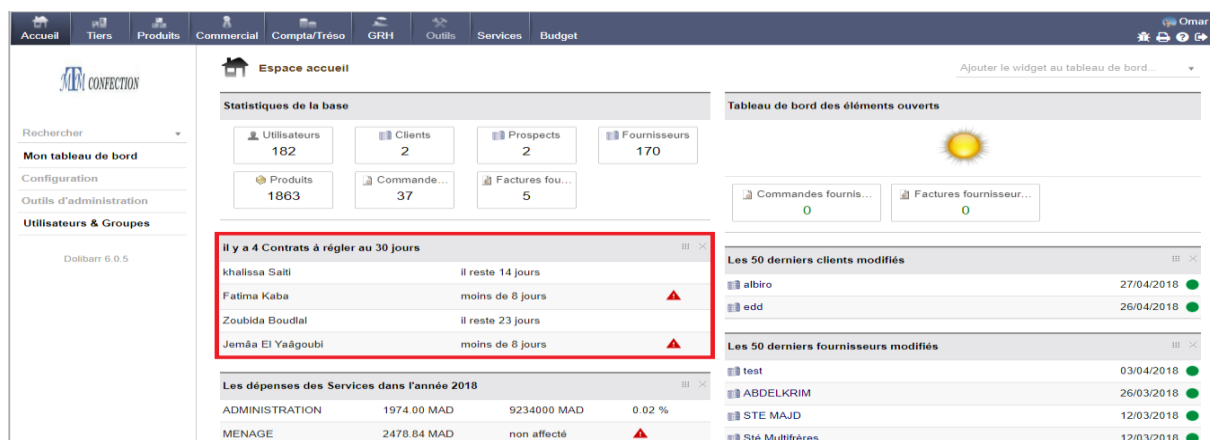 Accueil Tiers Produits Commercial Compta/Tréso GRH Outils Services Budget
Omar
MTM CONFECTION
Rechercher
Mon tableau de bord
Configuration
Outils d'administration
Utilisateurs & Groupes
Dolibarr 6.0.5
Espace accueil
Ajouter le widget au tableau de bord...
Statistiques de la base
Utilisateurs Clients Prospects Fournisseurs
182 2 2 170
Produits Commande... Factures fou...
1863 37 5
il y a 4 Contrats à régler au 30 jours
khalissa Saiti il reste 14 jours
Fatima Kaba moins de 8 jours
Zoubida Boudlal il reste 23 jours
Jemâa El Yaâgoubi moins de 8 jours
Les dépenses des Services dans l'année 2018
ADMINISTRATION 1974.00 MAD 9234000 MAD 0.02 %
MENAGE 2478.84 MAD non affecté
Tableau de bord des éléments ouverts
Commandes fournis... Factures fournisseur...
0 0
Les 50 derniers clients modifiés
albiro 27/04/2018
edd 26/04/2018
Les 50 derniers fournisseurs modifiés
test 03/04/2018
ABDELKRIM 26/03/2018
STE MAJD 12/03/2018
Sté Multifrères 12/03/2018